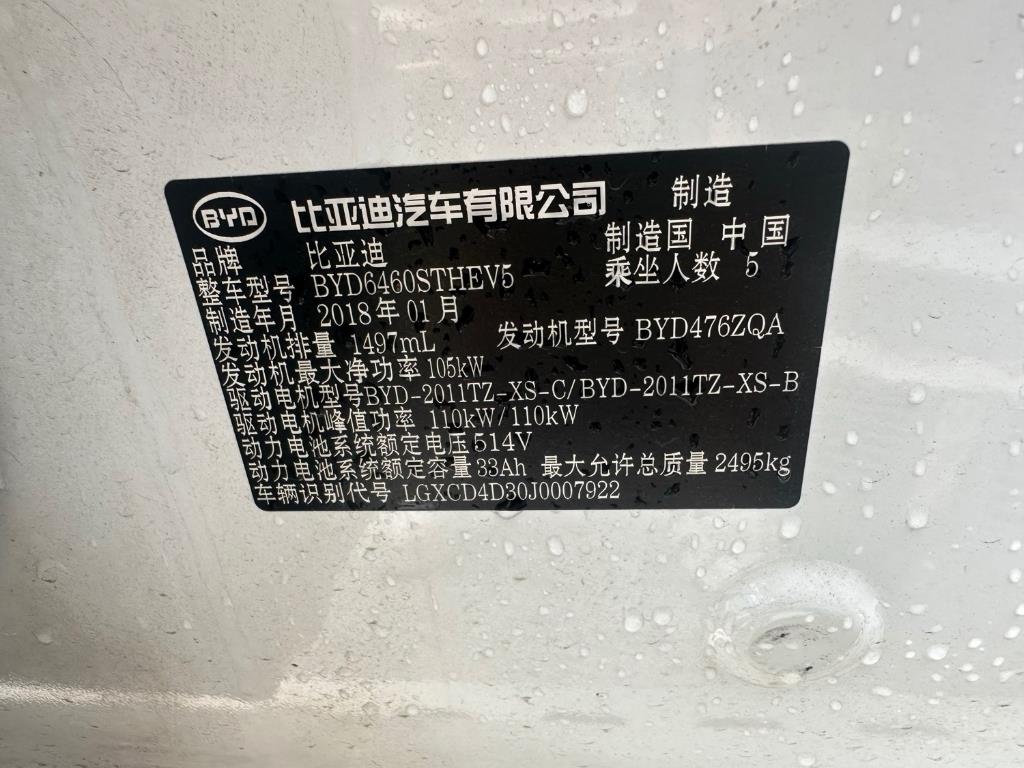 BYD 比亚迪汽车有限公司 制造
品牌 比亚迪 制造国 中国
整车型号 BYD6460STHEV5 乘坐人数 5
制造年月 2018年01月
发动机排量 1497mL 发动机型号 BYD476ZQA
发动机最大净功率 105kW
驱动电机型号BYD-2011TZ-XS-C/BYD-2011TZ-XS-B
驱动电机峰值功率 110kW/110kW
动力电池系统额定电压514V
动力电池系统额定容量33Ah 最大允许总质量 2495kg
车辆识别代号 LGXCD4D30J0007922